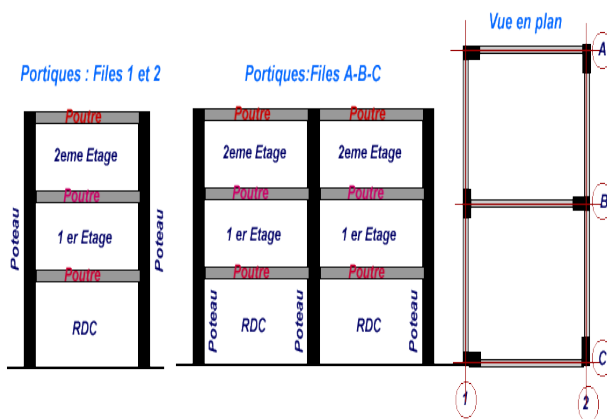 Vue en plan
Portiques : Files 1 et 2
Portiques:Files A-B-C
Poutre
2eme Etage
Poutre
1 er Etage
Poutre
RDC
Poteau
Poteau
Poutre
Poutre
2eme Etage
2eme Etage
Poutre
Poutre
1 er Etage
1 er Etage
Poutre
Poutre
Poteau
RDC
Poteau
RDC
Poteau
A
B
C
1
2